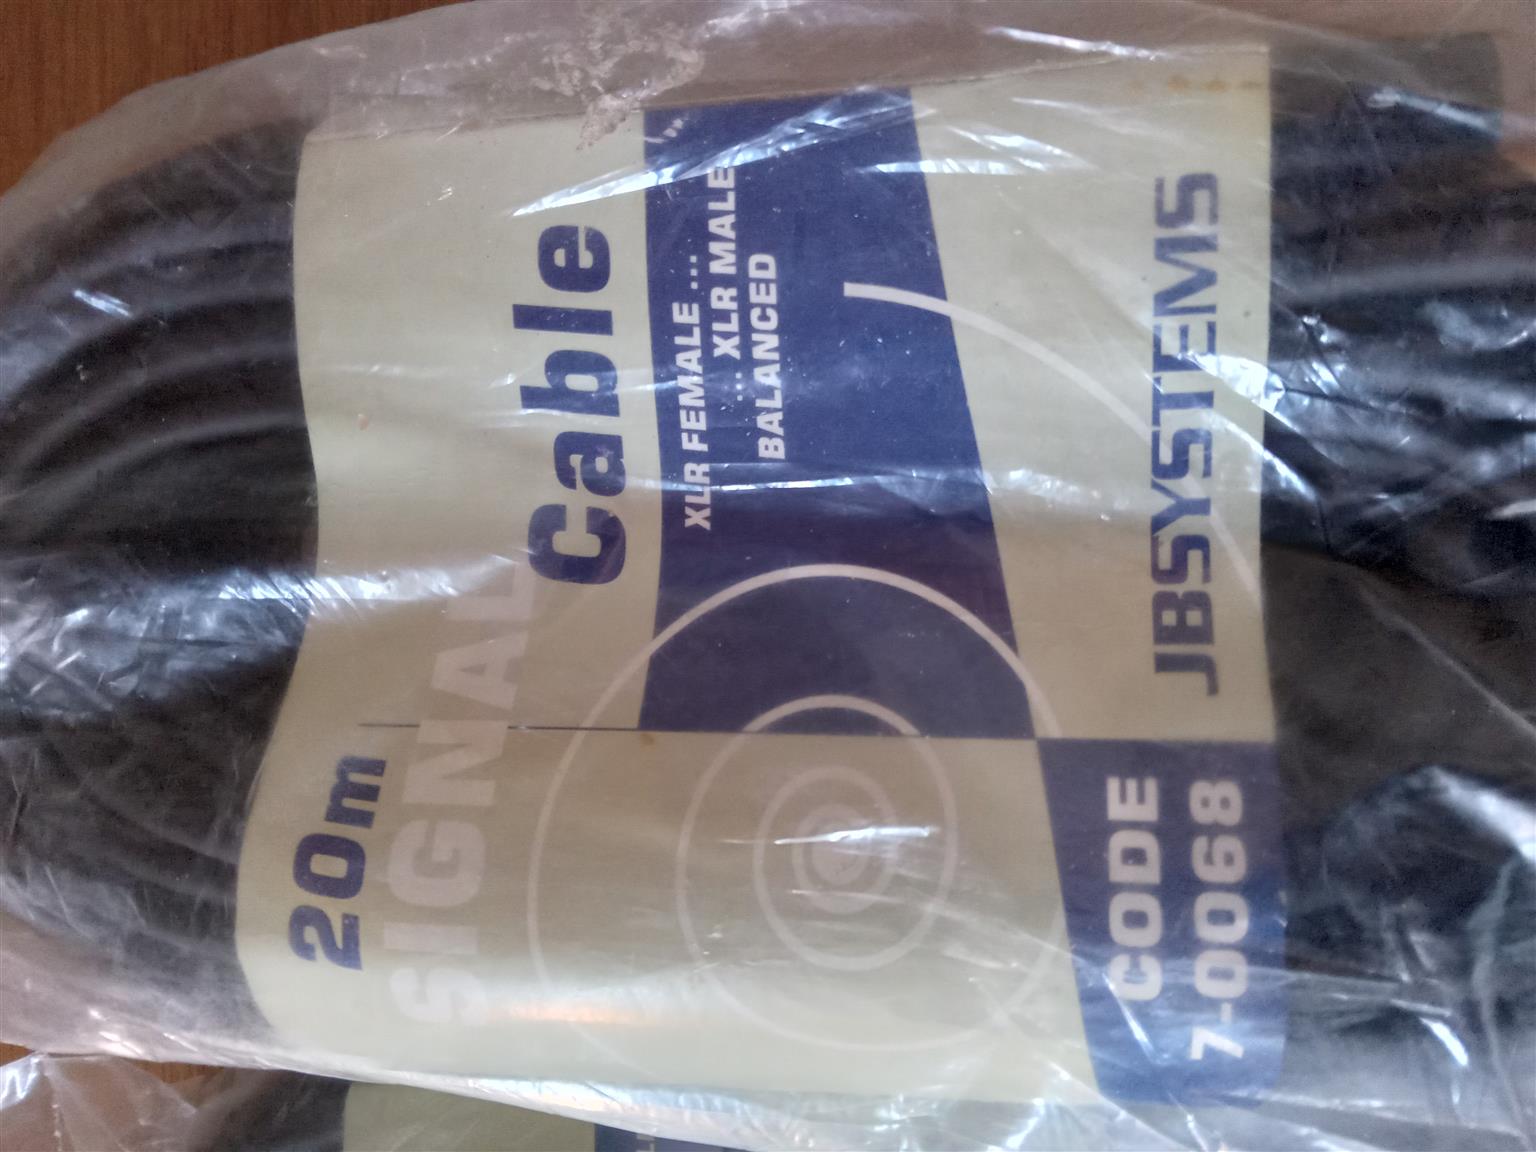 20m
SIGNAL
Cable
XLR FEMALE ...
... XLR MALE
BALANCED
JBSYSTEMS
CODE
7-0068